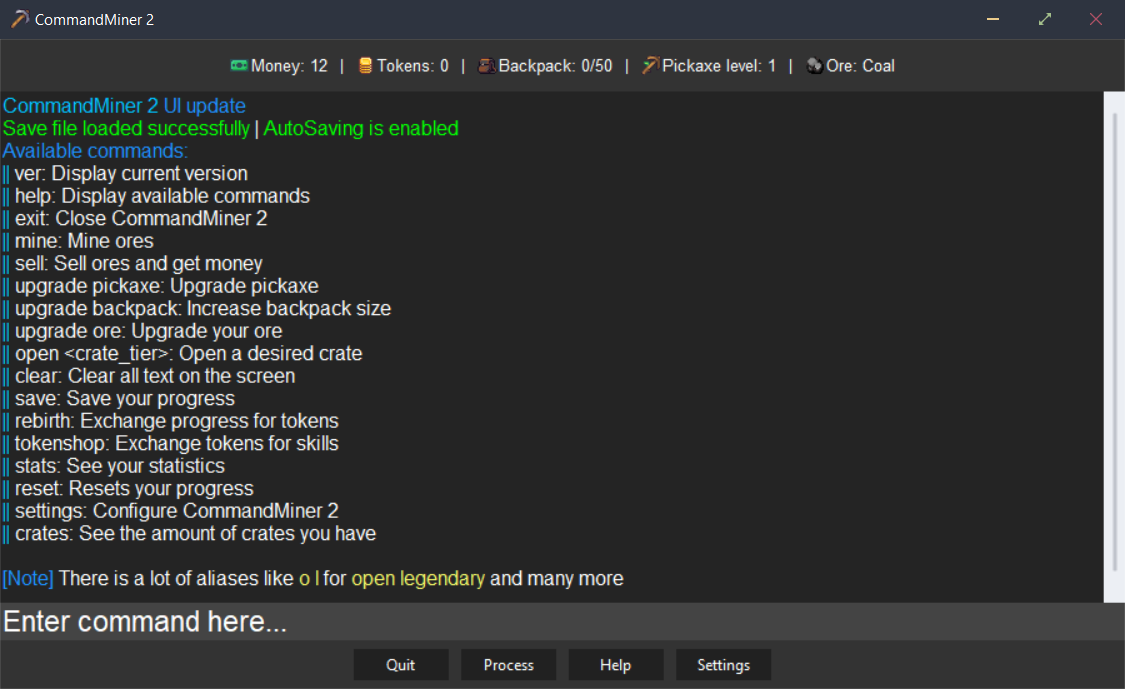 CommandMiner 2
Money: 12 | Tokens: 0 | Backpack: 0/50 | Pickaxe level: 1 | Ore: Coal
CommandMiner 2 UI update
Save file loaded successfully | AutoSaving is enabled
Available commands:
|| ver: Display current version
|| help: Display available commands
|| exit: Close CommandMiner 2
|| mine: Mine ores
|| sell: Sell ores and get money
|| upgrade pickaxe: Upgrade pickaxe
|| upgrade backpack: Increase backpack size
|| upgrade ore: Upgrade your ore
|| open <crate_tier>: Open a desired crate
|| clear: Clear all text on the screen
|| save: Save your progress
|| rebirth: Exchange progress for tokens
|| tokenshop: Exchange tokens for skills
|| stats: See your statistics
|| reset: Resets your progress
|| settings: Configure CommandMiner 2
|| crates: See the amount of crates you have
[Note] There is a lot of aliases like o l for open legendary and many more
Enter command here...
Quit Process Help Settings